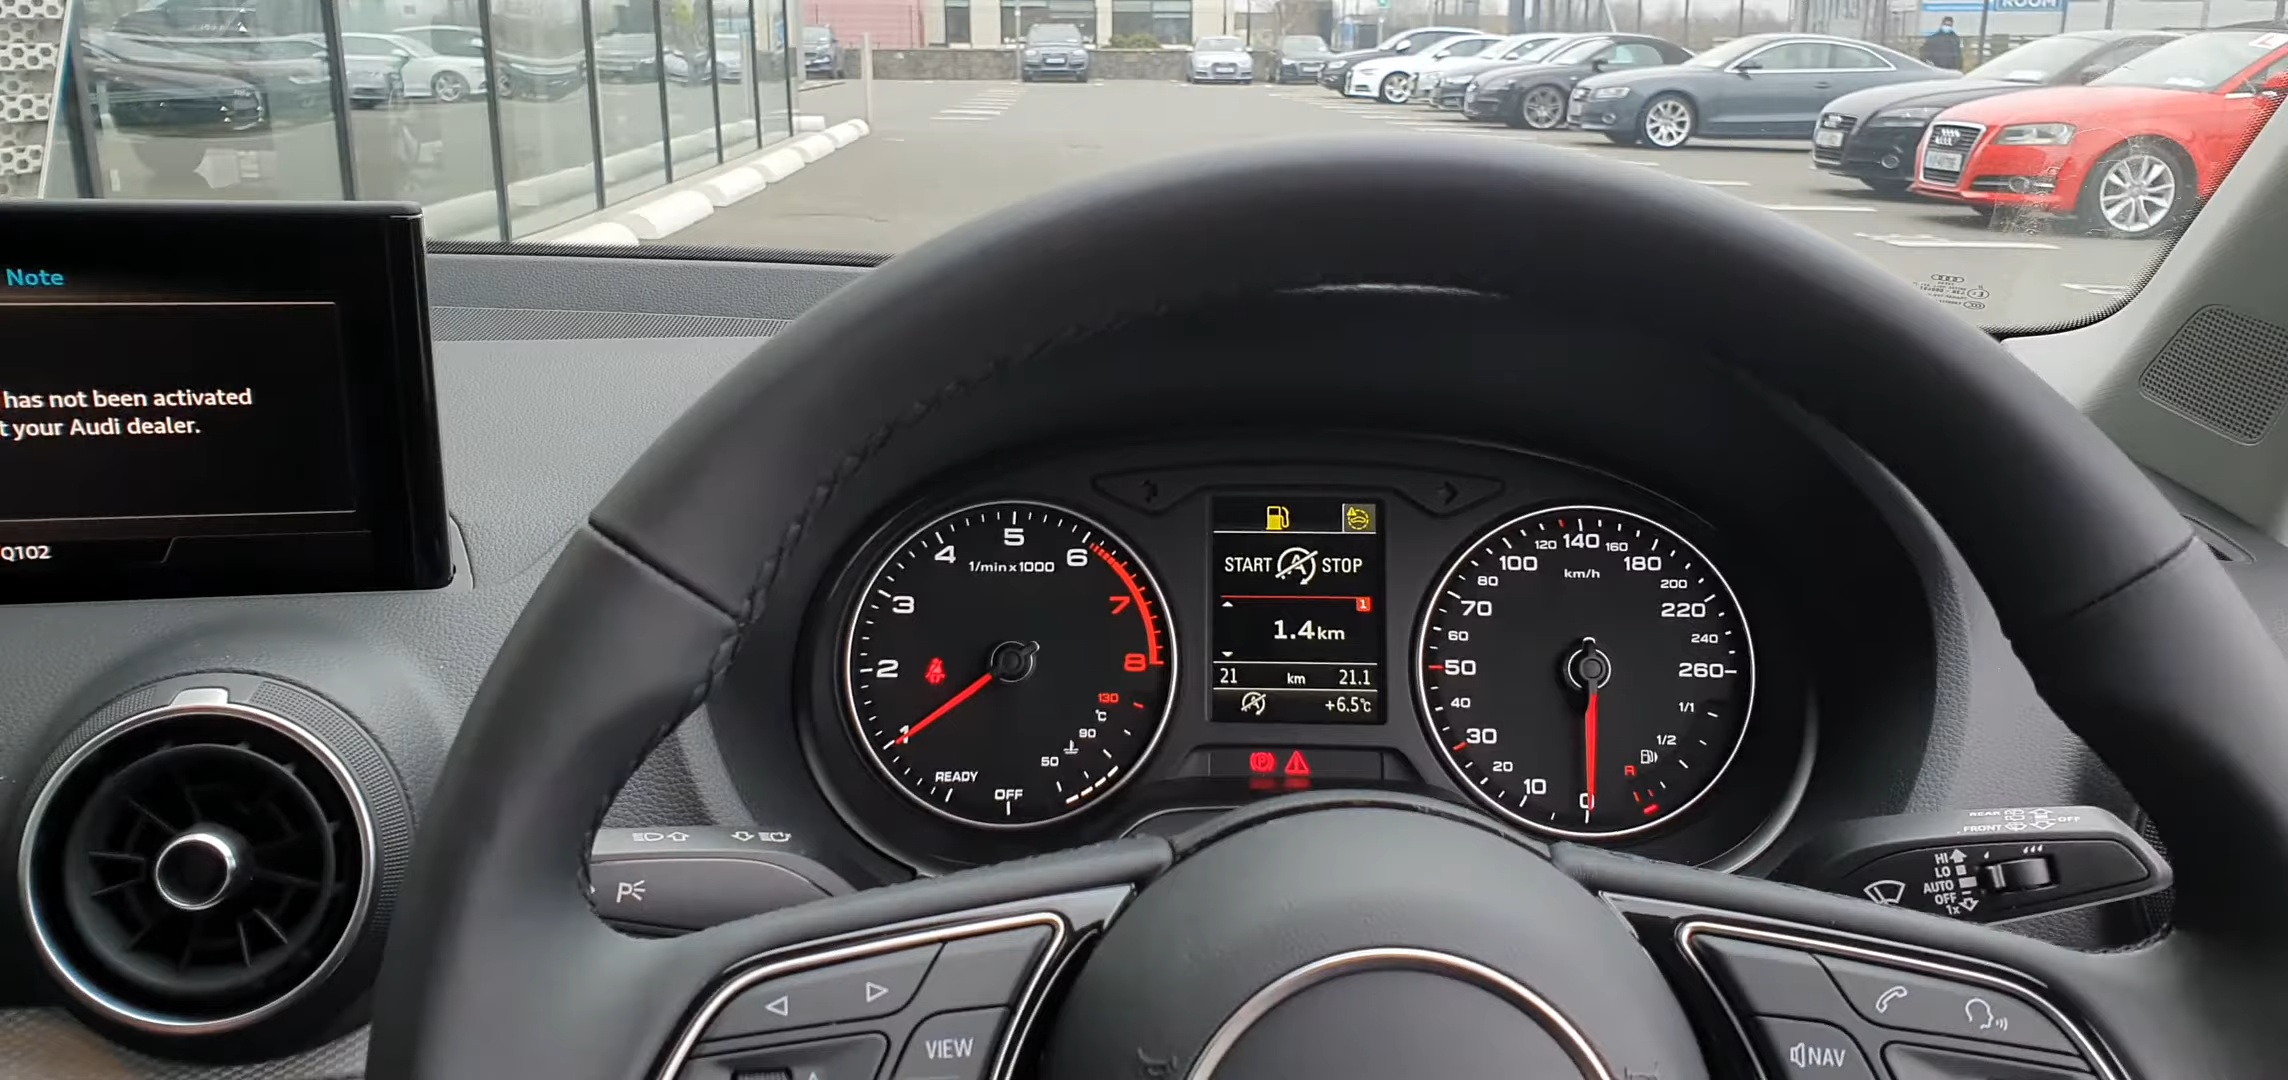 ROOM
Note
has not been activated
t your Audi dealer.
Q102
1 2 3 4 5 6 7 8
1/min x 1000
READY
OFF
50 90 130
°C
START A STOP
1
1.4 km
21 km 21.1
+6.5°C
0 10 20 30 40 50 60 70 80 100 120 140 160 180 200 220 240 260
km/h
1/1
1/2
R
P
REAR OFF
FRONT
HI
LO
AUTO
OFF
1x
VIEW
NAV